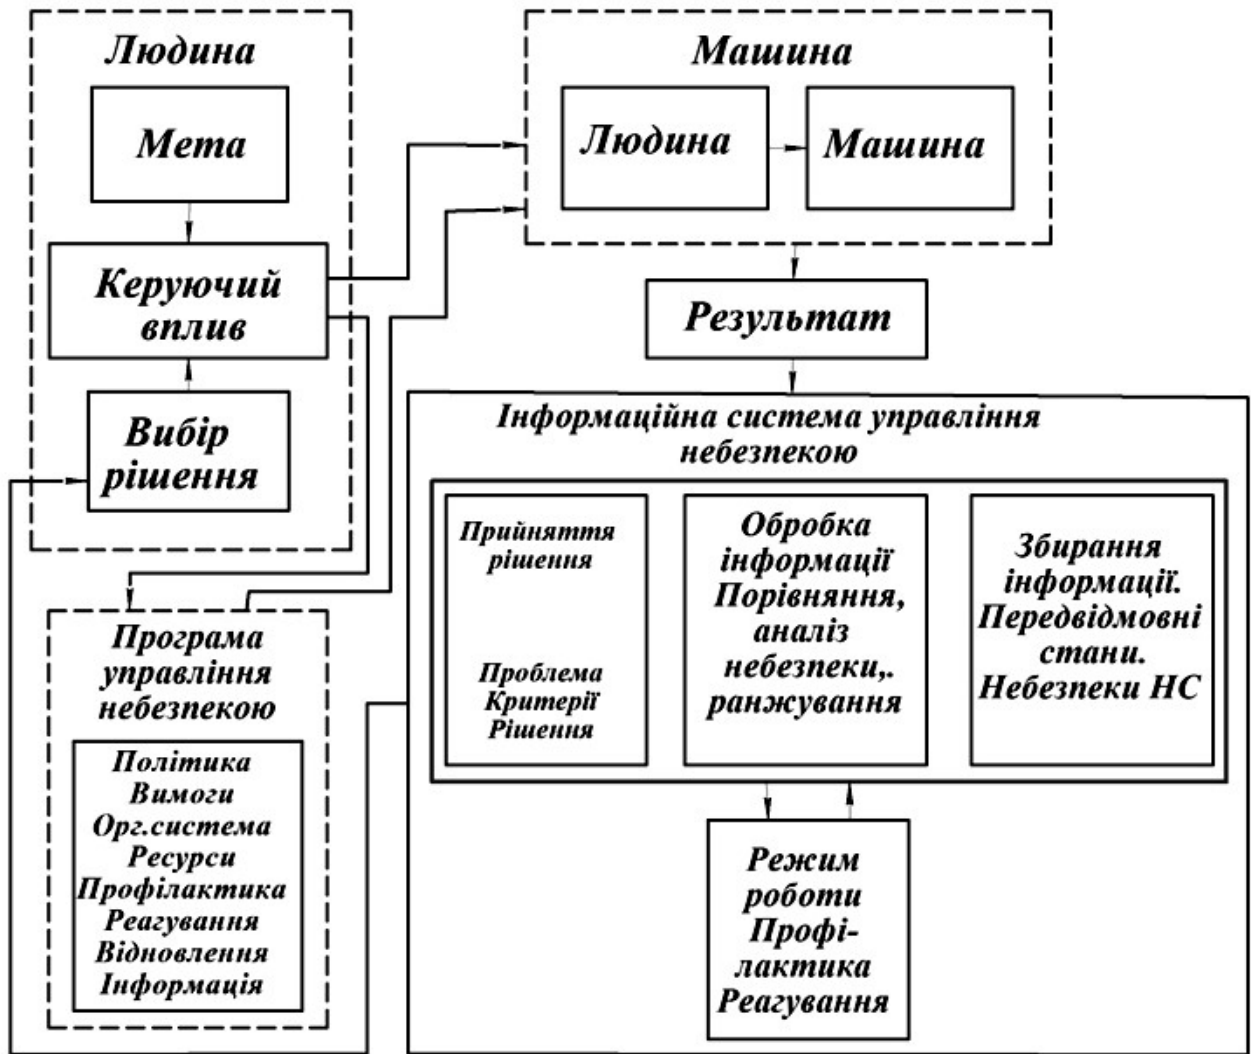 Людина
Мета
Керуючий
вплив
Вибір
рішення
Програма
управління
небезпекою
Політика
Вимоги
Орг.система
Ресурси
Профілактика
Реагування
Відновлення
Інформація
Машина
Людина
Машина
Результат
Інформаційна система управління
небезпекою
Прийняття
рішення
Проблема
Критерії
Рішення
Обробка
інформації
Порівняння,
аналіз
небезпеки,.
ранжування
Збирання
інформації.
Передвідмовні
стани.
Небезпеки НС
Режим
роботи
Профі-
лактика
Реагування